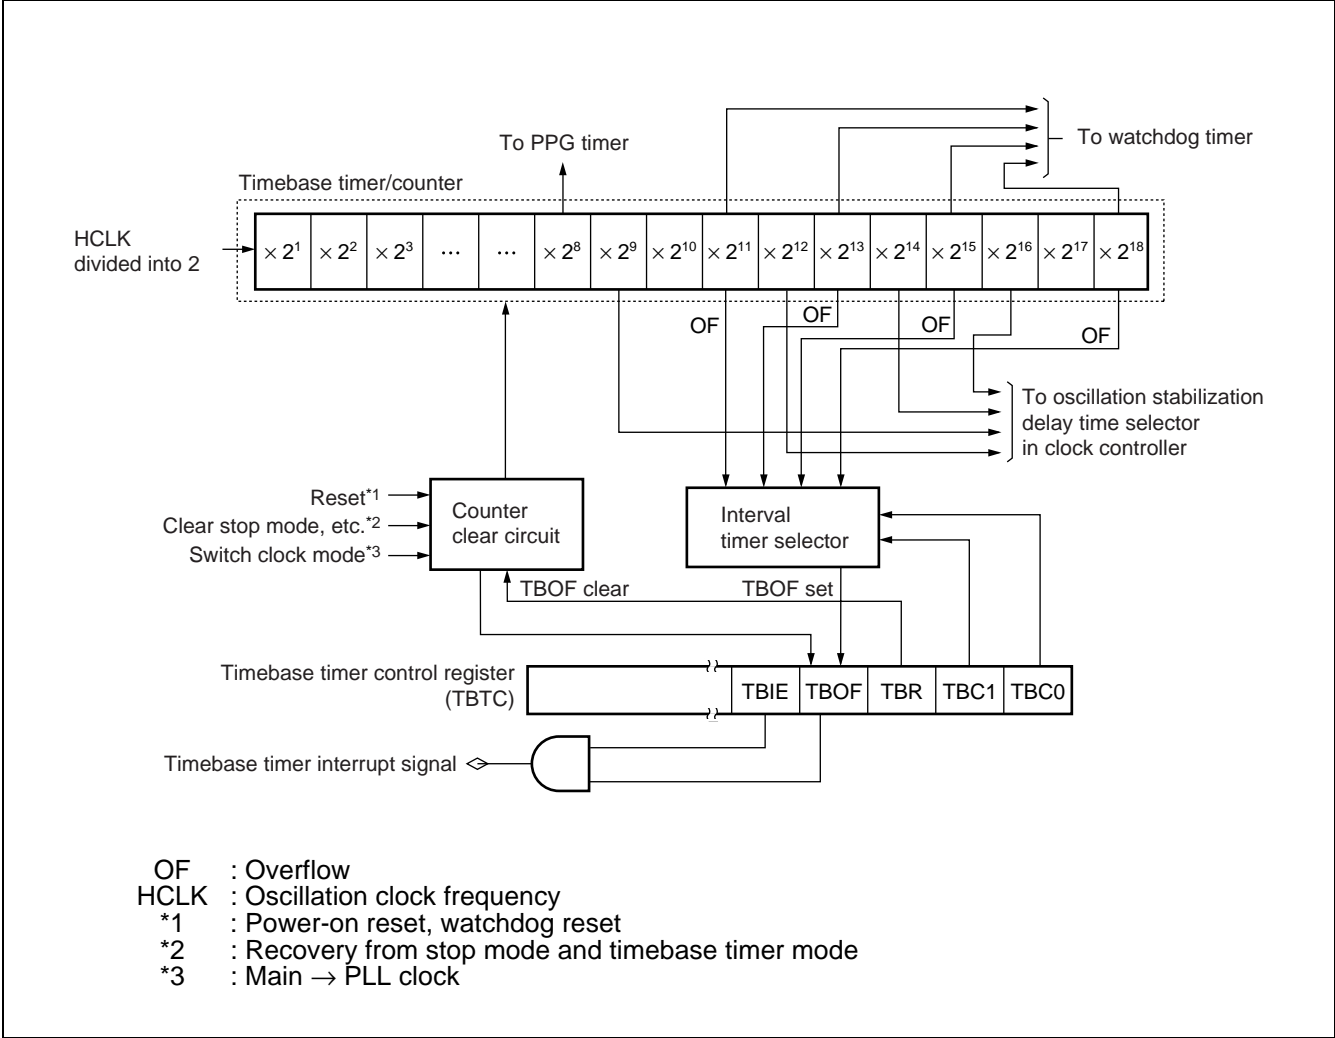 To PPG timer
To watchdog timer
Timebase timer/counter
HCLK
divided into 2
× 2¹ × 2² × 2³ ... ... × 2⁸ × 2⁹ × 2¹⁰ × 2¹¹ × 2¹² × 2¹³ × 2¹⁴ × 2¹⁵ × 2¹⁶ × 2¹⁷ × 2¹⁸
OF
OF
OF
OF
To oscillation stabilization
delay time selector
in clock controller
Reset*1
Clear stop mode, etc.*2
Switch clock mode*3
Counter
clear circuit
Interval
timer selector
TBOF clear
TBOF set
Timebase timer control register
(TBTC)
TBIE TBOF TBR TBC1 TBC0
Timebase timer interrupt signal
OF : Overflow
HCLK : Oscillation clock frequency
*1 : Power-on reset, watchdog reset
*2 : Recovery from stop mode and timebase timer mode
*3 : Main → PLL clock